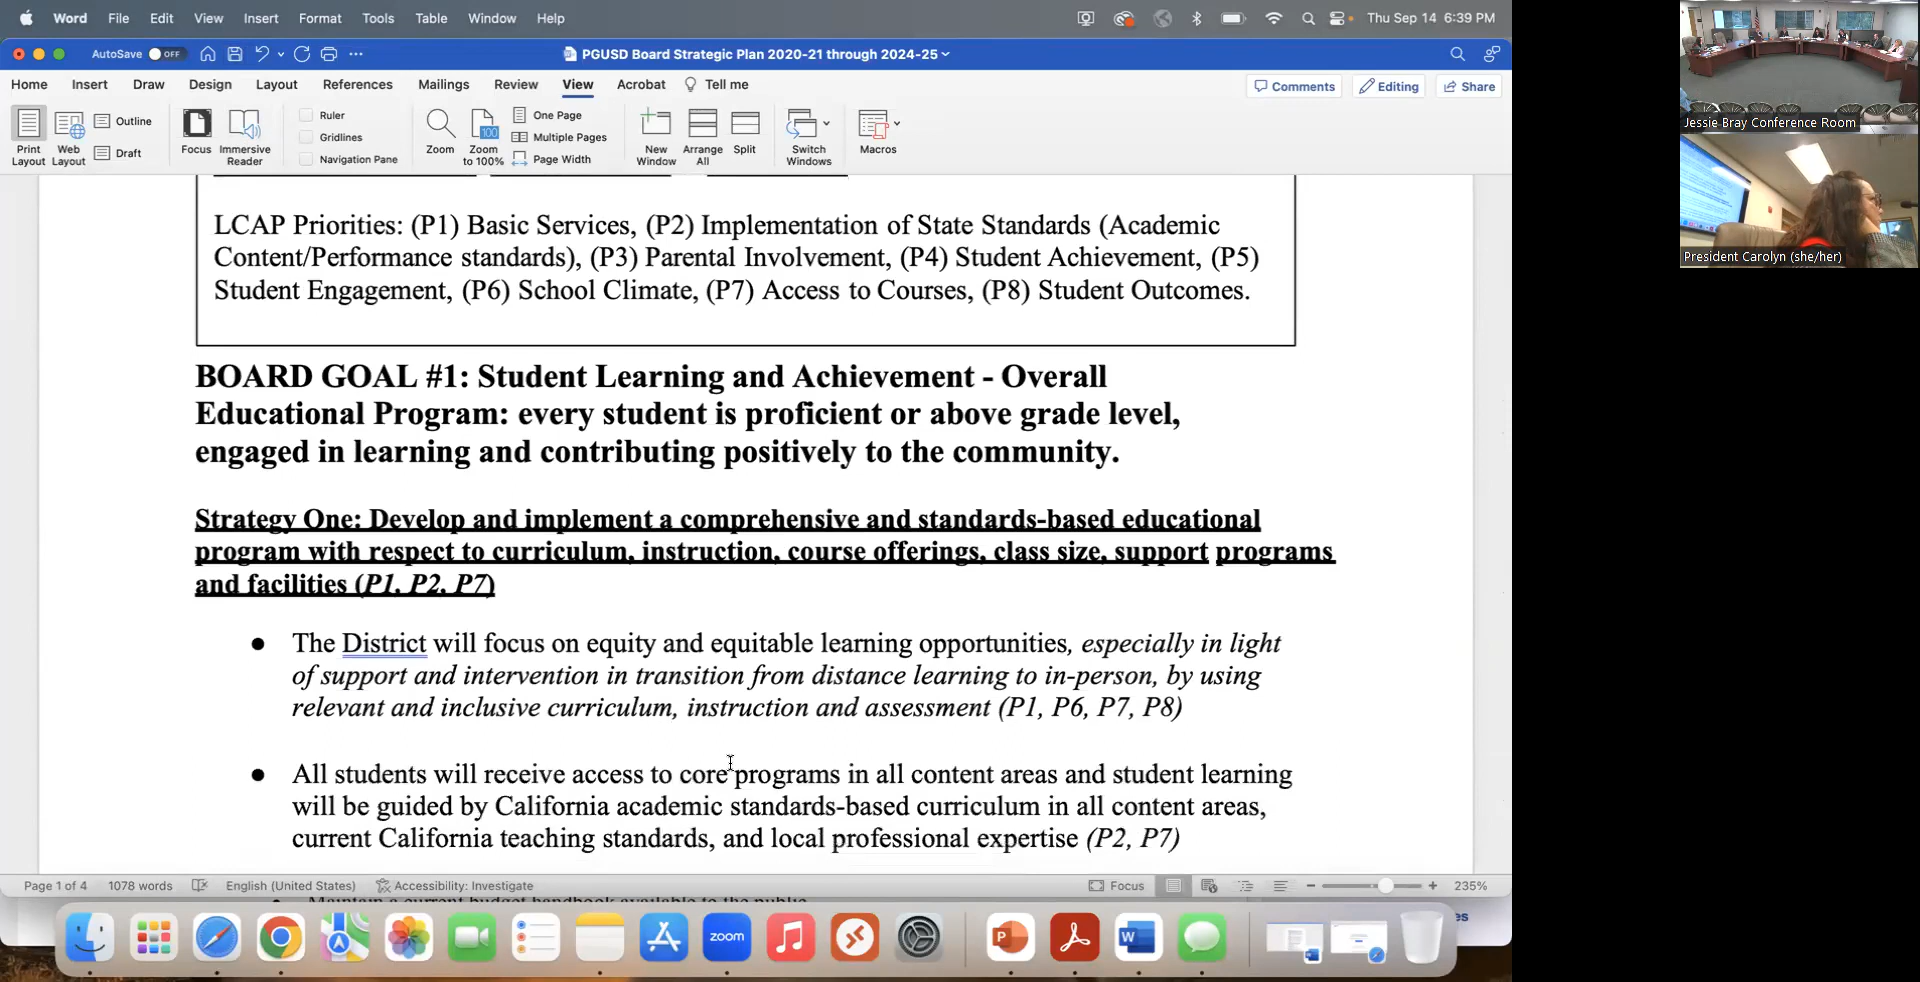 Word File Edit View Insert Format Tools Table Window Help Thu Sep 14 6:39 PM
AutoSave OFF PGUSD Board Strategic Plan 2020-21 through 2024-25
Home Insert Draw Design Layout References Mailings Review View Acrobat Tell me Comments Editing Share
Print Layout
Web Layout
Outline
Draft
Focus
Immersive Reader
Ruler
Gridlines
Navigation Pane
Zoom
100
Zoom to 100%
One Page
Multiple Pages
Page Width
New Window
Arrange All
Split
Switch Windows
Macros
LCAP Priorities: (P1) Basic Services, (P2) Implementation of State Standards (Academic
Content/Performance standards), (P3) Parental Involvement, (P4) Student Achievement, (P5)
Student Engagement, (P6) School Climate, (P7) Access to Courses, (P8) Student Outcomes.
BOARD GOAL #1: Student Learning and Achievement - Overall
Educational Program: every student is proficient or above grade level,
engaged in learning and contributing positively to the community.
Strategy One: Develop and implement a comprehensive and standards-based educational
program with respect to curriculum, instruction, course offerings, class size, support programs
and facilities (P1, P2, P7)
● The District will focus on equity and equitable learning opportunities, especially in light
of support and intervention in transition from distance learning to in-person, by using
relevant and inclusive curriculum, instruction and assessment (P1, P6, P7, P8)
● All students will receive access to core programs in all content areas and student learning
will be guided by California academic standards-based curriculum in all content areas,
current California teaching standards, and local professional expertise (P2, P7)
Page 1 of 4 1078 words English (United States) Accessibility: Investigate Focus 235%
Maintain a current budget handbook available to the public
zoom
P
W
Jessie Bray Conference Room
President Carolyn (she/her)